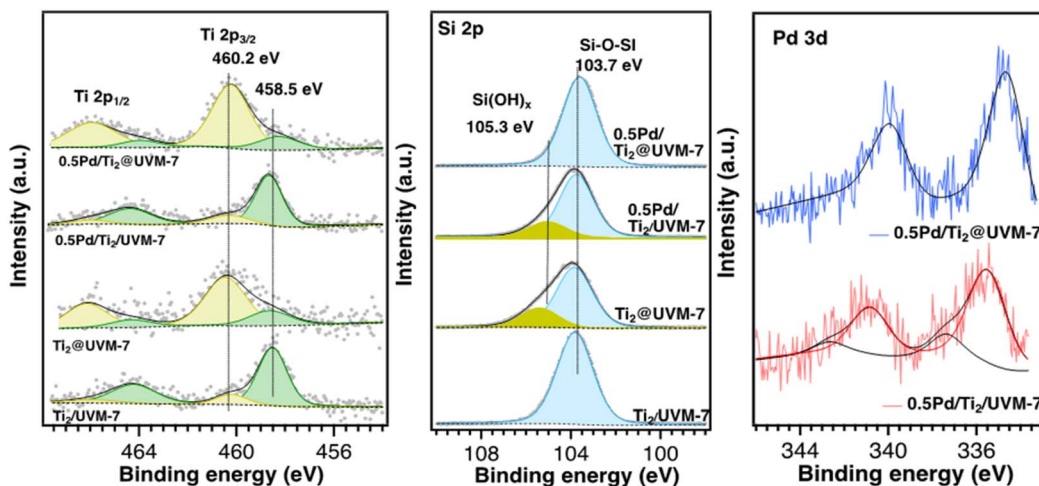 Ti 2p3/2
460.2 eV
458.5 eV
Ti 2p1/2
0.5Pd/Ti2@UVM-7
0.5Pd/Ti2/UVM-7
Ti2@UVM-7
Ti2/UVM-7
Intensity (a.u.)
464 460 456
Binding energy (eV)
Si 2p
Si-O-SI
103.7 eV
Si(OH)x
105.3 eV
0.5Pd/
Ti2@UVM-7
0.5Pd/
Ti2/UVM-7
Ti2@UVM-7
Ti2/UVM-7
Intensity (a.u.)
108 104 100
Binding energy (eV)
Pd 3d
0.5Pd/Ti2@UVM-7
0.5Pd/Ti2/UVM-7
Intensity (a.u.)
344 340 336
Binding energy (eV)